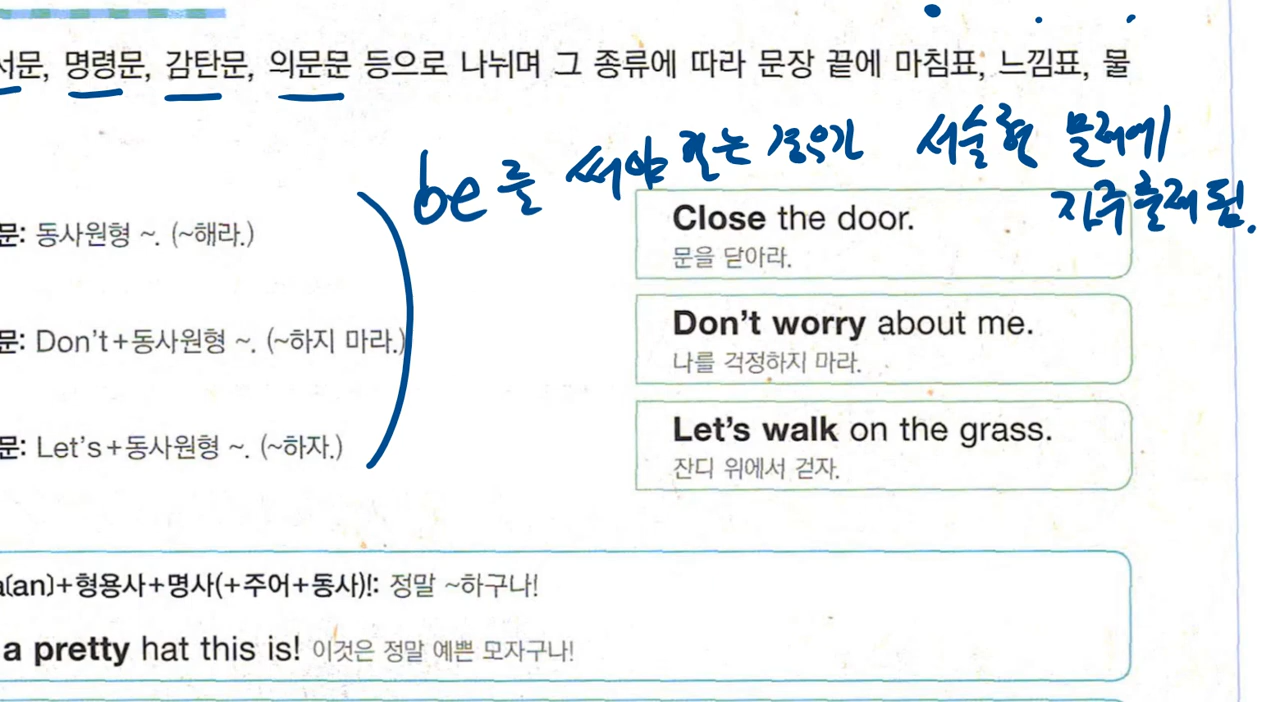 서문, 명령문, 감탄문, 의문문 등으로 나뉘며 그 종류에 따라 문장 끝에 마침표, 느낌표, 물
be를 써야 되는 경우가 서술형 문제에
자주 출제 됨.
문: 동사원형 ~. (~해라.)
Close the door.
문을 닫아라.
문: Don't+동사원형 ~. (~하지 마라.)
Don't worry about me.
나를 걱정하지 마라.
문: Let's+동사원형 ~. (~하자.)
Let's walk on the grass.
잔디 위에서 걷자.
a(an)+형용사+명사(+주어+동사)!: 정말 ~하구나!
a pretty hat this is! 이것은 정말 예쁜 모자구나!